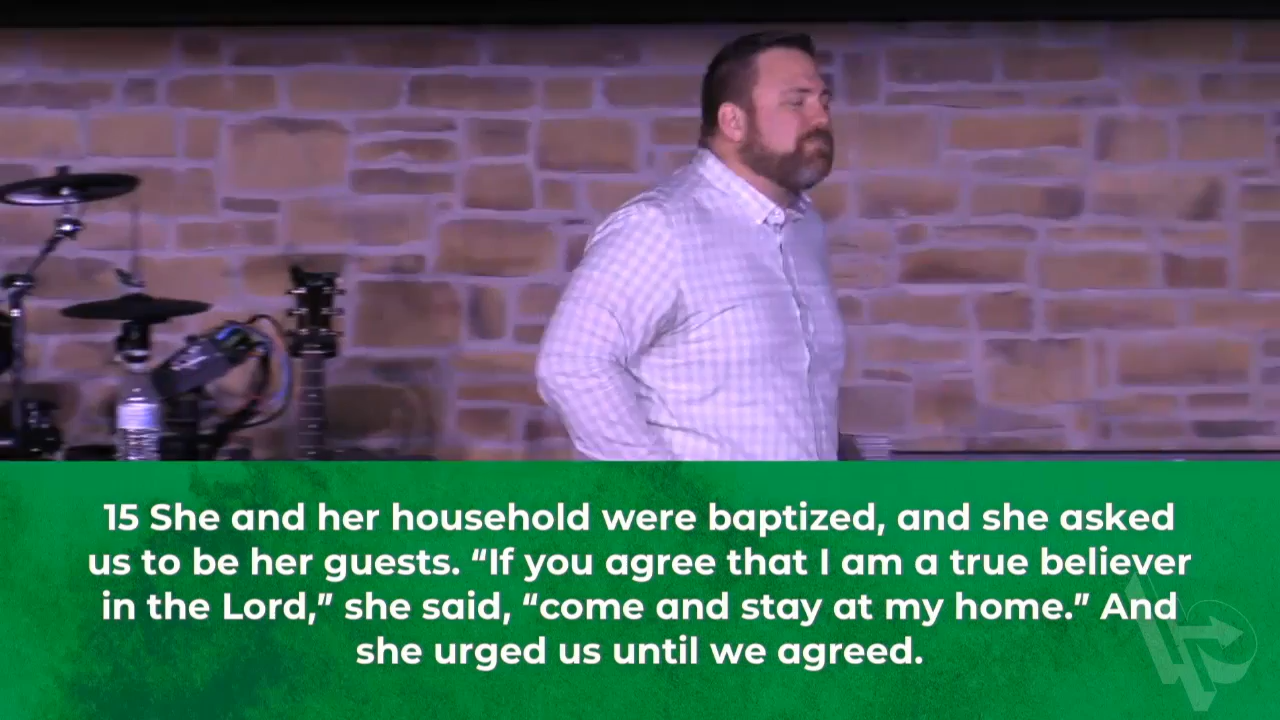 15 She and her household were baptized, and she asked
us to be her guests. “If you agree that I am a true believer
in the Lord,” she said, “come and stay at my home.” And
she urged us until we agreed.